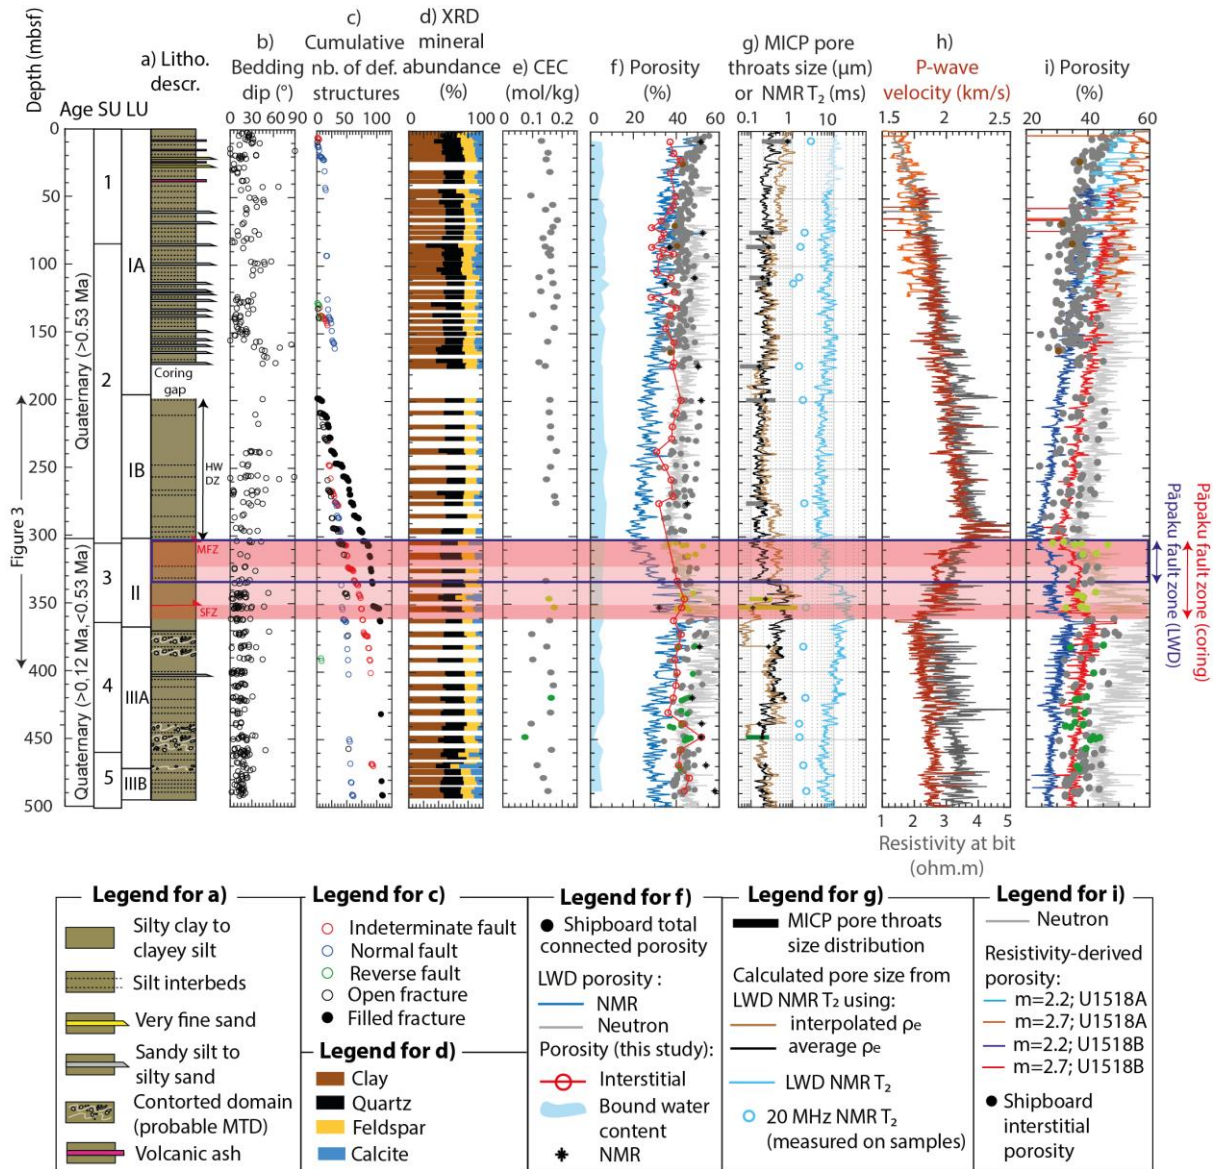 Depth (mbsf)
Age SU LU
a) Litho.
descr.
b)
Bedding
dip (°)
c)
Cumulative
nb. of def.
structures
d) XRD
mineral
abundance
(%)
e) CEC
(mol/kg)
f) Porosity
(%)
g) MICP pore
throats size (μm)
or NMR T₂ (ms)
h)
P-wave
velocity (km/s)
i) Porosity
(%)
0 30 60 90
0 25 50 75
0 100
0 0.1 0.2
0 20 40 60
0.1 1 10
1.5 2 2.5
20 30 40 50 60
0
50
100
150
200
250
300
350
400
450
500
Figure 3
Quaternary (>0,53 Ma)
Quaternary (>0,12 Ma,<0.53 Ma)
1
2
3
4
5
IA
IB
II
IIIA
IIIB
Coring
gap
HW
DZ
MFZ
SFZ
Pāpaku fault zone (LWD)
Pāpaku fault zone (coring)
1 2 3 4 5
Resistivity at bit
(ohm.m)
Legend for a)
Silty clay to
clayey silt
Silt interbeds
Very fine sand
Sandy silt to
silty sand
Contorted domain
(probable MTD)
Volcanic ash
Legend for c)
Indeterminate fault
Normal fault
Reverse fault
Open fracture
Filled fracture
Legend for d)
Clay
Quartz
Feldspar
Calcite
Legend for f)
Shipboard total
connected porosity
LWD porosity :
NMR
Neutron
Porosity (this study):
Interstitial
Bound water
content
NMR
Legend for g)
MICP pore throats
size distribution
Calculated pore size from
LWD NMR T₂ using:
interpolated ρe
average ρe
LWD NMR T₂
20 MHz NMR T₂
(measured on samples)
Legend for i)
Neutron
Resistivity-derived
porosity:
m=2.2; U1518A
m=2.7; U1518A
m=2.2; U1518B
m=2.7; U1518B
Shipboard
interstitial
porosity